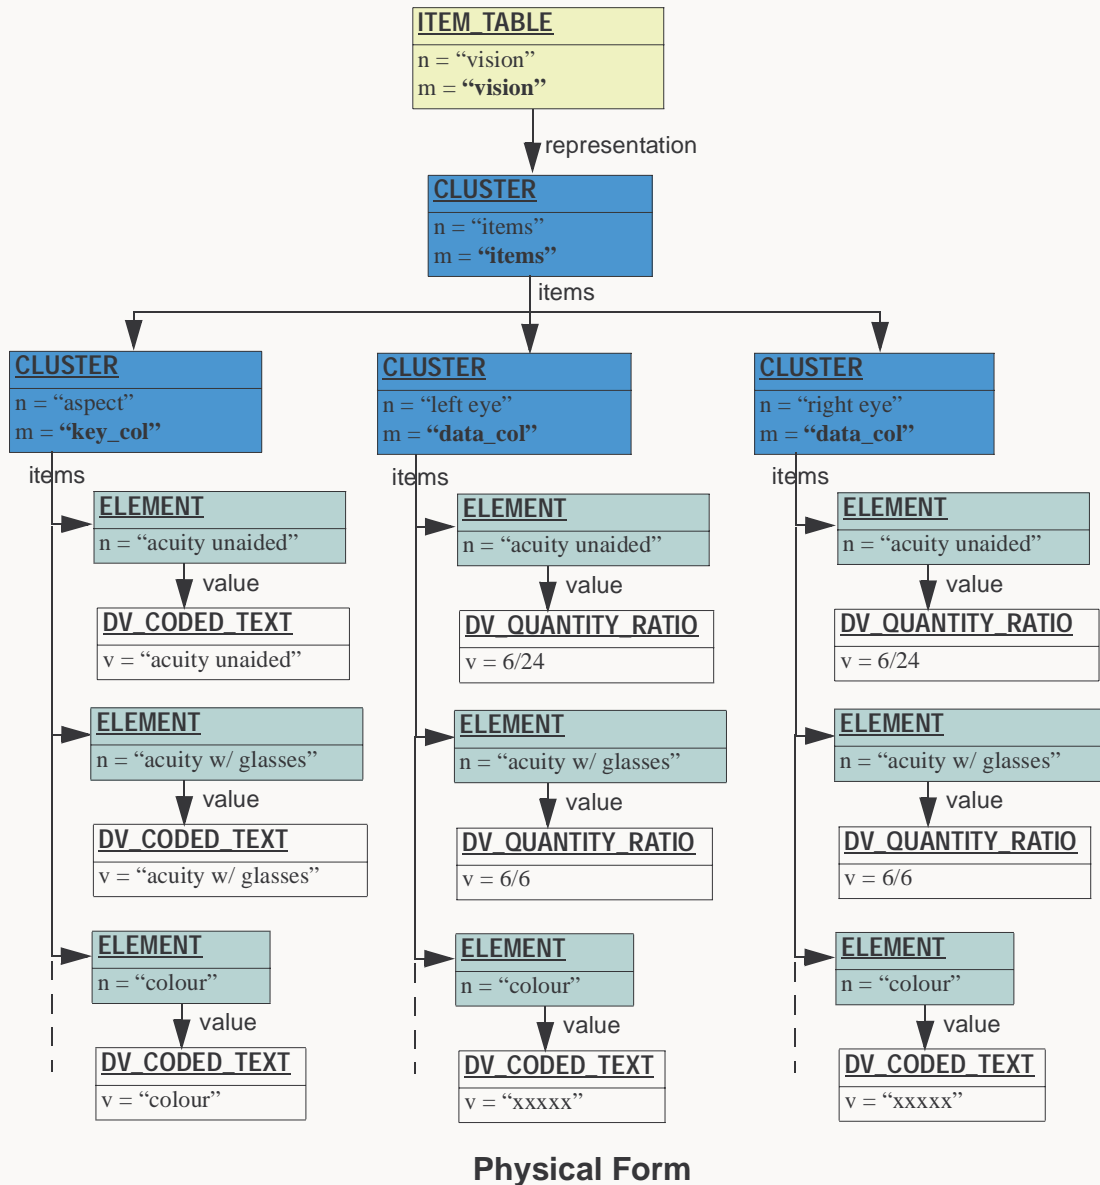 ITEM_TABLE
n = “vision”
m = “vision”
representation
CLUSTER
n = “items”
m = “items”
items
CLUSTER
n = “aspect”
m = “key_col”
items
ELEMENT
n = “acuity unaided”
value
DV_CODED_TEXT
v = “acuity unaided”
ELEMENT
n = “acuity w/ glasses”
value
DV_CODED_TEXT
v = “acuity w/ glasses”
ELEMENT
n = “colour”
value
DV_CODED_TEXT
v = “colour”
CLUSTER
n = “left eye”
m = “data_col”
items
ELEMENT
n = “acuity unaided”
value
DV_QUANTITY_RATIO
v = 6/24
ELEMENT
n = “acuity w/ glasses”
value
DV_QUANTITY_RATIO
v = 6/6
ELEMENT
n = “colour”
value
DV_CODED_TEXT
v = “xxxxx”
CLUSTER
n = “right eye”
m = “data_col”
items
ELEMENT
n = “acuity unaided”
value
DV_QUANTITY_RATIO
v = 6/24
ELEMENT
n = “acuity w/ glasses”
value
DV_QUANTITY_RATIO
v = 6/6
ELEMENT
n = “colour”
value
DV_CODED_TEXT
v = “xxxxx”
Physical Form